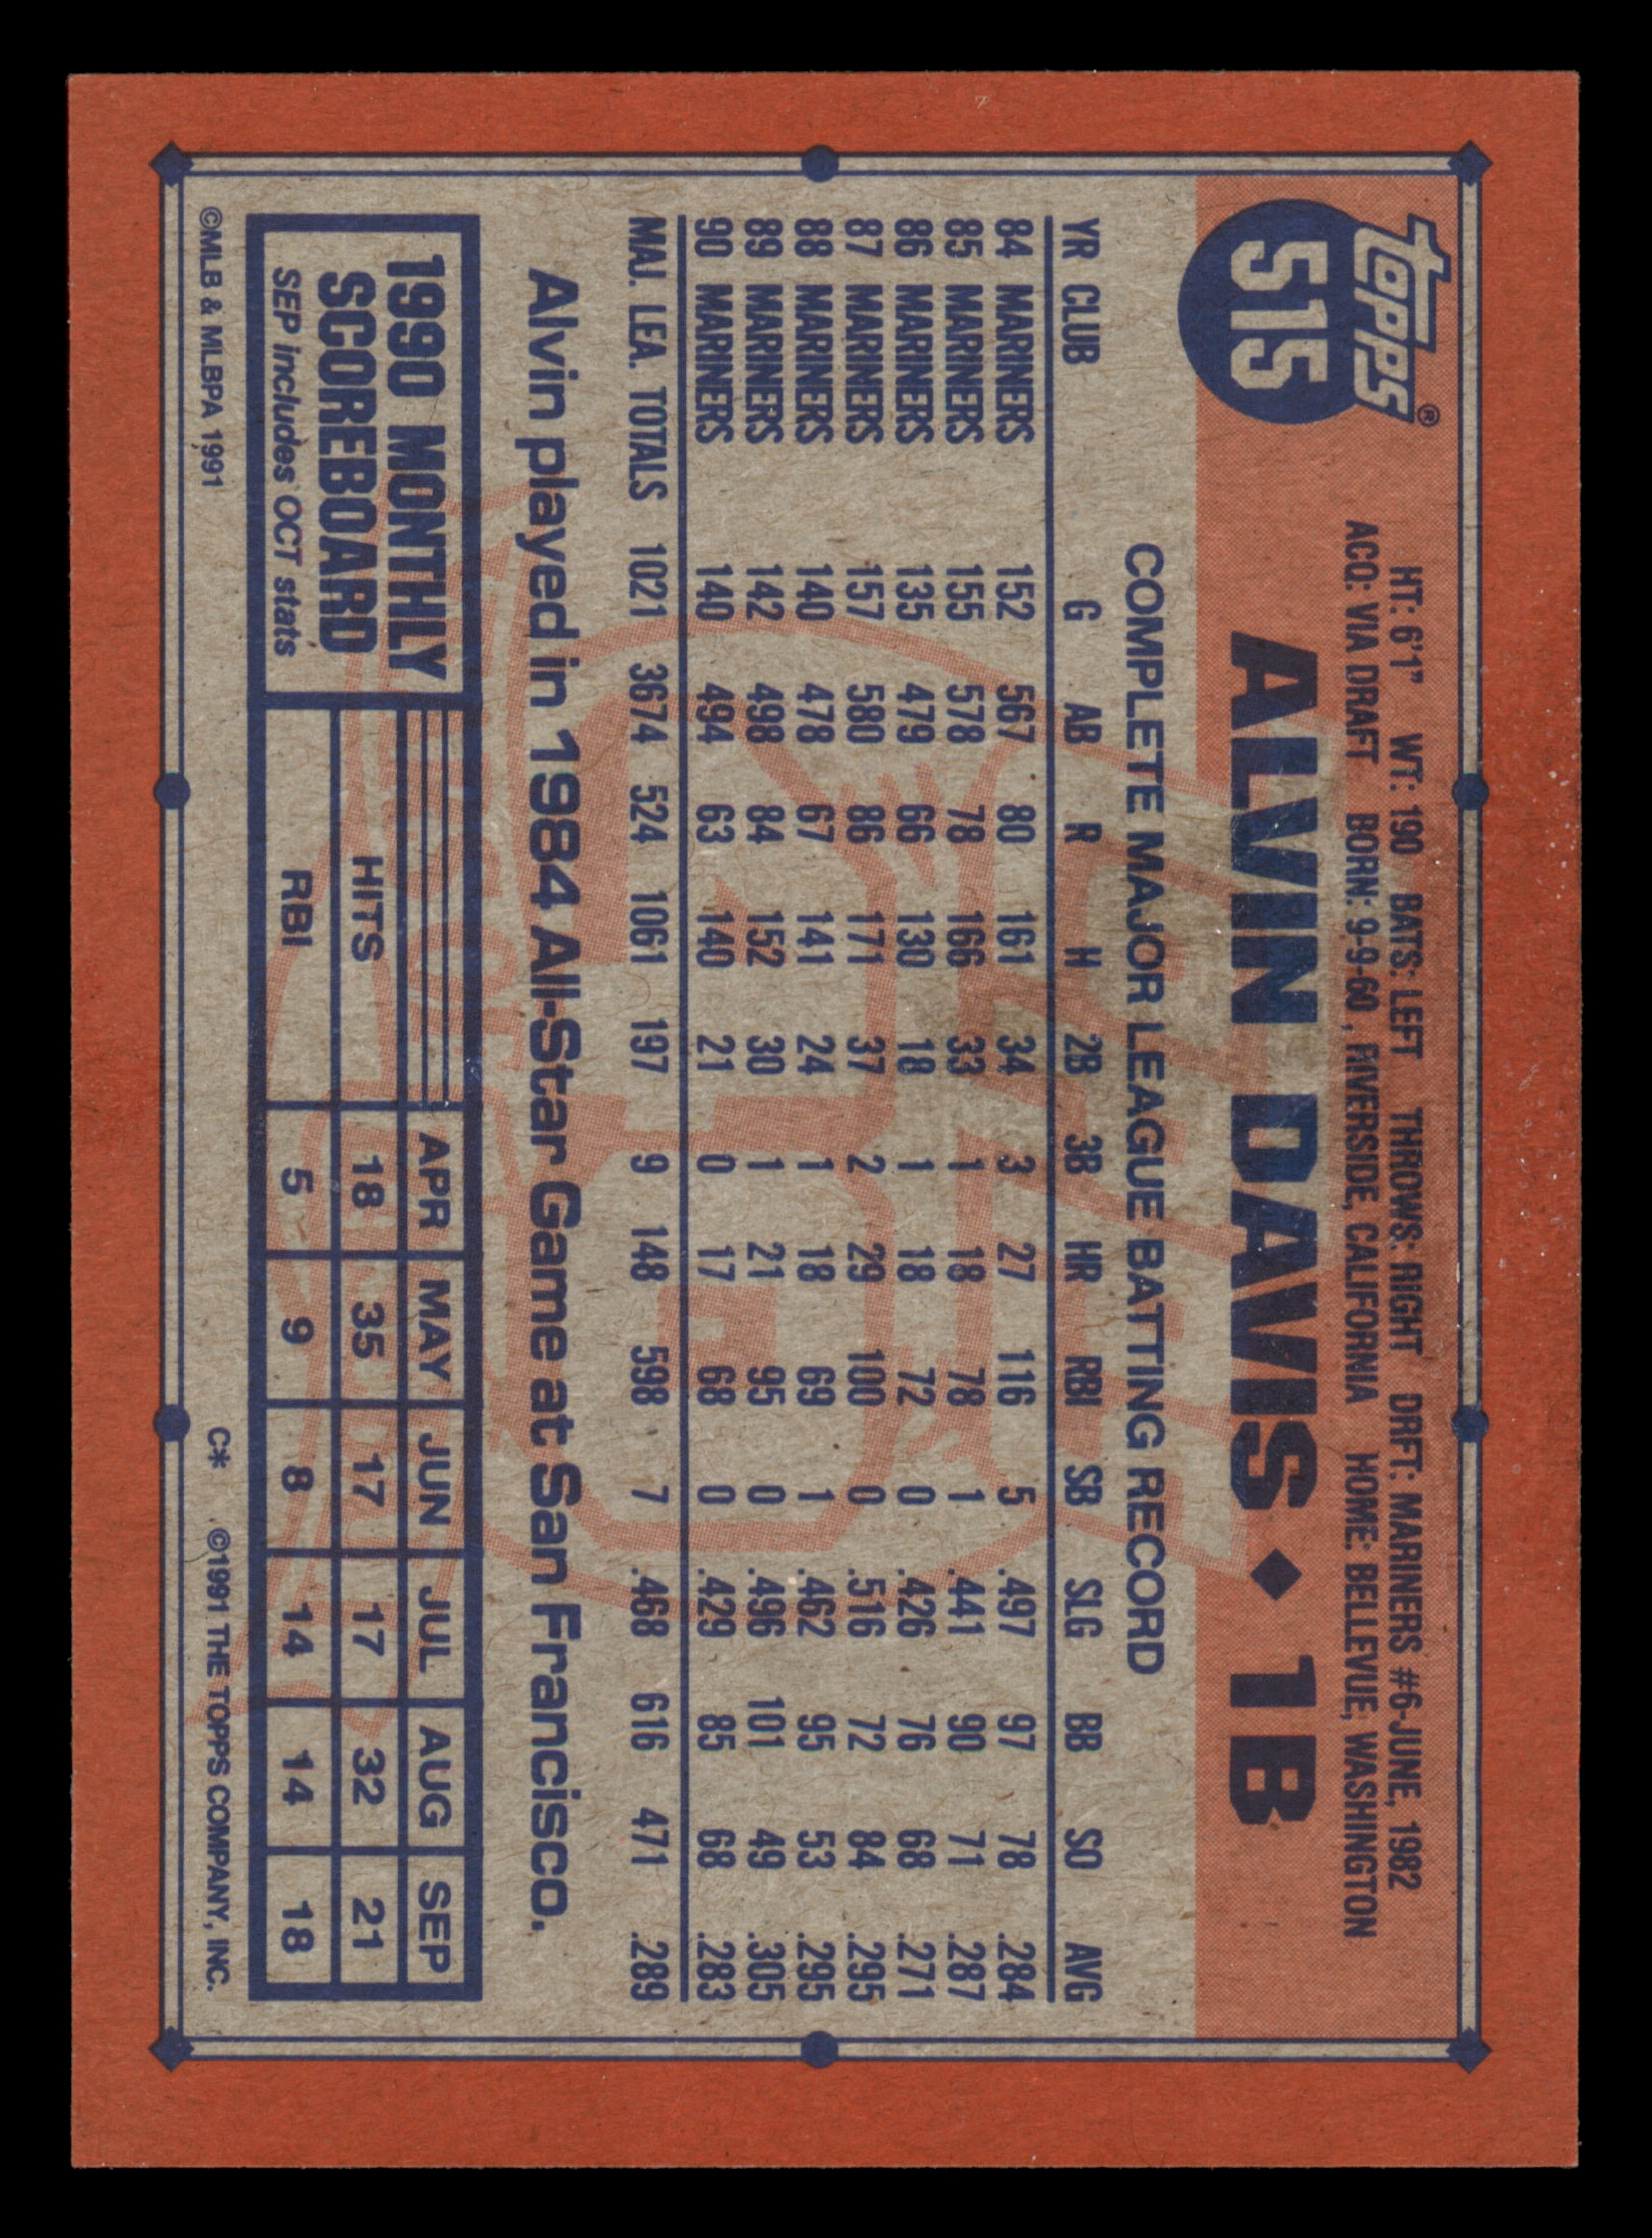 topps®
515
HT: 6'1" WT: 190 BATS: LEFT THROWS: RIGHT DRFT: MARINERS #6-JUNE, 1982
ACQ: VIA DRAFT BORN: 9-9-60, RIVERSIDE, CALIFORNIA HOME: BELLEVUE, WASHINGTON
ALVIN DAVIS ◆ 1B
COMPLETE MAJOR LEAGUE BATTING RECORD
YR CLUB G AB R H 2B 3B HR RBI SB SLG BB SO AVG
84 MARINERS 152 567 80 161 34 3 27 116 5 .497 97 78 .284
85 MARINERS 155 578 78 166 33 1 18 78 1 .441 90 71 .287
86 MARINERS 135 479 66 130 18 1 18 72 0 .426 76 68 .271
87 MARINERS 157 580 86 171 37 2 29 100 0 .516 72 84 .295
88 MARINERS 140 478 67 141 24 1 18 69 1 .462 95 53 .295
89 MARINERS 142 498 84 152 30 1 21 95 0 .496 101 49 .305
90 MARINERS 140 494 63 140 21 0 17 68 0 .429 85 68 .283
MAJ. LEA. TOTALS 1021 3674 524 1061 197 9 148 598 7 .468 616 471 .289
Alvin played in 1984 All-Star Game at San Francisco.
1990 MONTHLY
SCOREBOARD
SEP includes OCT stats
APR MAY JUN JUL AUG SEP
HITS 18 35 17 17 32 21
RBI 5 9 8 14 14 18
©MLB & MLBPA 1991 C* ©1991 THE TOPPS COMPANY, INC.